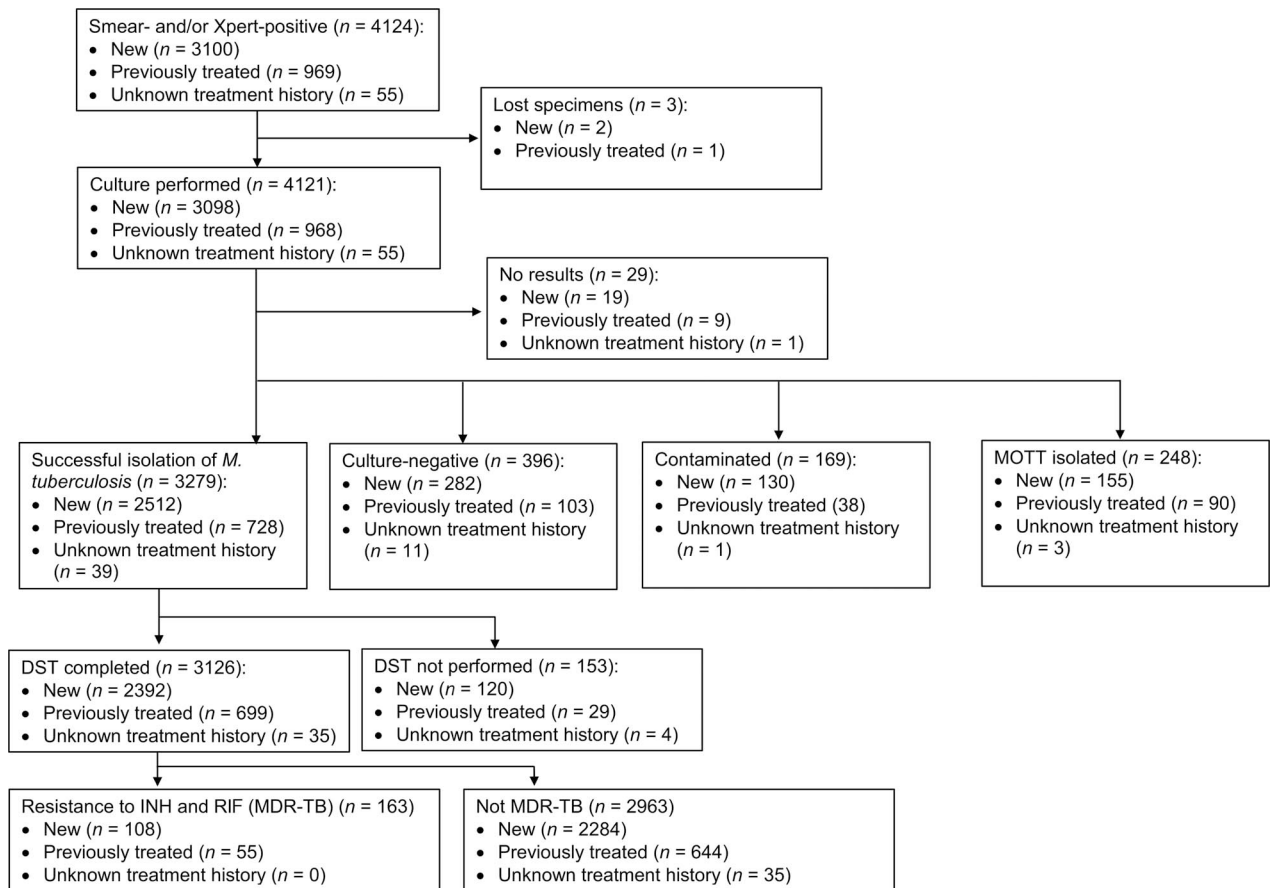 Smear- and/or Xpert-positive (n = 4124):
• New (n = 3100)
• Previously treated (n = 969)
• Unknown treatment history (n = 55)
Lost specimens (n = 3):
• New (n = 2)
• Previously treated (n = 1)
Culture performed (n = 4121):
• New (n = 3098)
• Previously treated (n = 968)
• Unknown treatment history (n = 55)
No results (n = 29):
• New (n = 19)
• Previously treated (n = 9)
• Unknown treatment history (n = 1)
Successful isolation of M.
tuberculosis (n = 3279):
• New (n = 2512)
• Previously treated (n = 728)
• Unknown treatment history
(n = 39)
Culture-negative (n = 396):
• New (n = 282)
• Previously treated (n = 103)
• Unknown treatment history
(n = 11)
Contaminated (n = 169):
• New (n = 130)
• Previously treated (38)
• Unknown treatment history
(n = 1)
MOTT isolated (n = 248):
• New (n = 155)
• Previously treated (n = 90)
• Unknown treatment history
(n = 3)
DST completed (n = 3126):
• New (n = 2392)
• Previously treated (n = 699)
• Unknown treatment history (n = 35)
DST not performed (n = 153):
• New (n = 120)
• Previously treated (n = 29)
• Unknown treatment history (n = 4)
Resistance to INH and RIF (MDR-TB) (n = 163)
• New (n = 108)
• Previously treated (n = 55)
• Unknown treatment history (n = 0)
Not MDR-TB (n = 2963)
• New (n = 2284)
• Previously treated (n = 644)
• Unknown treatment history (n = 35)